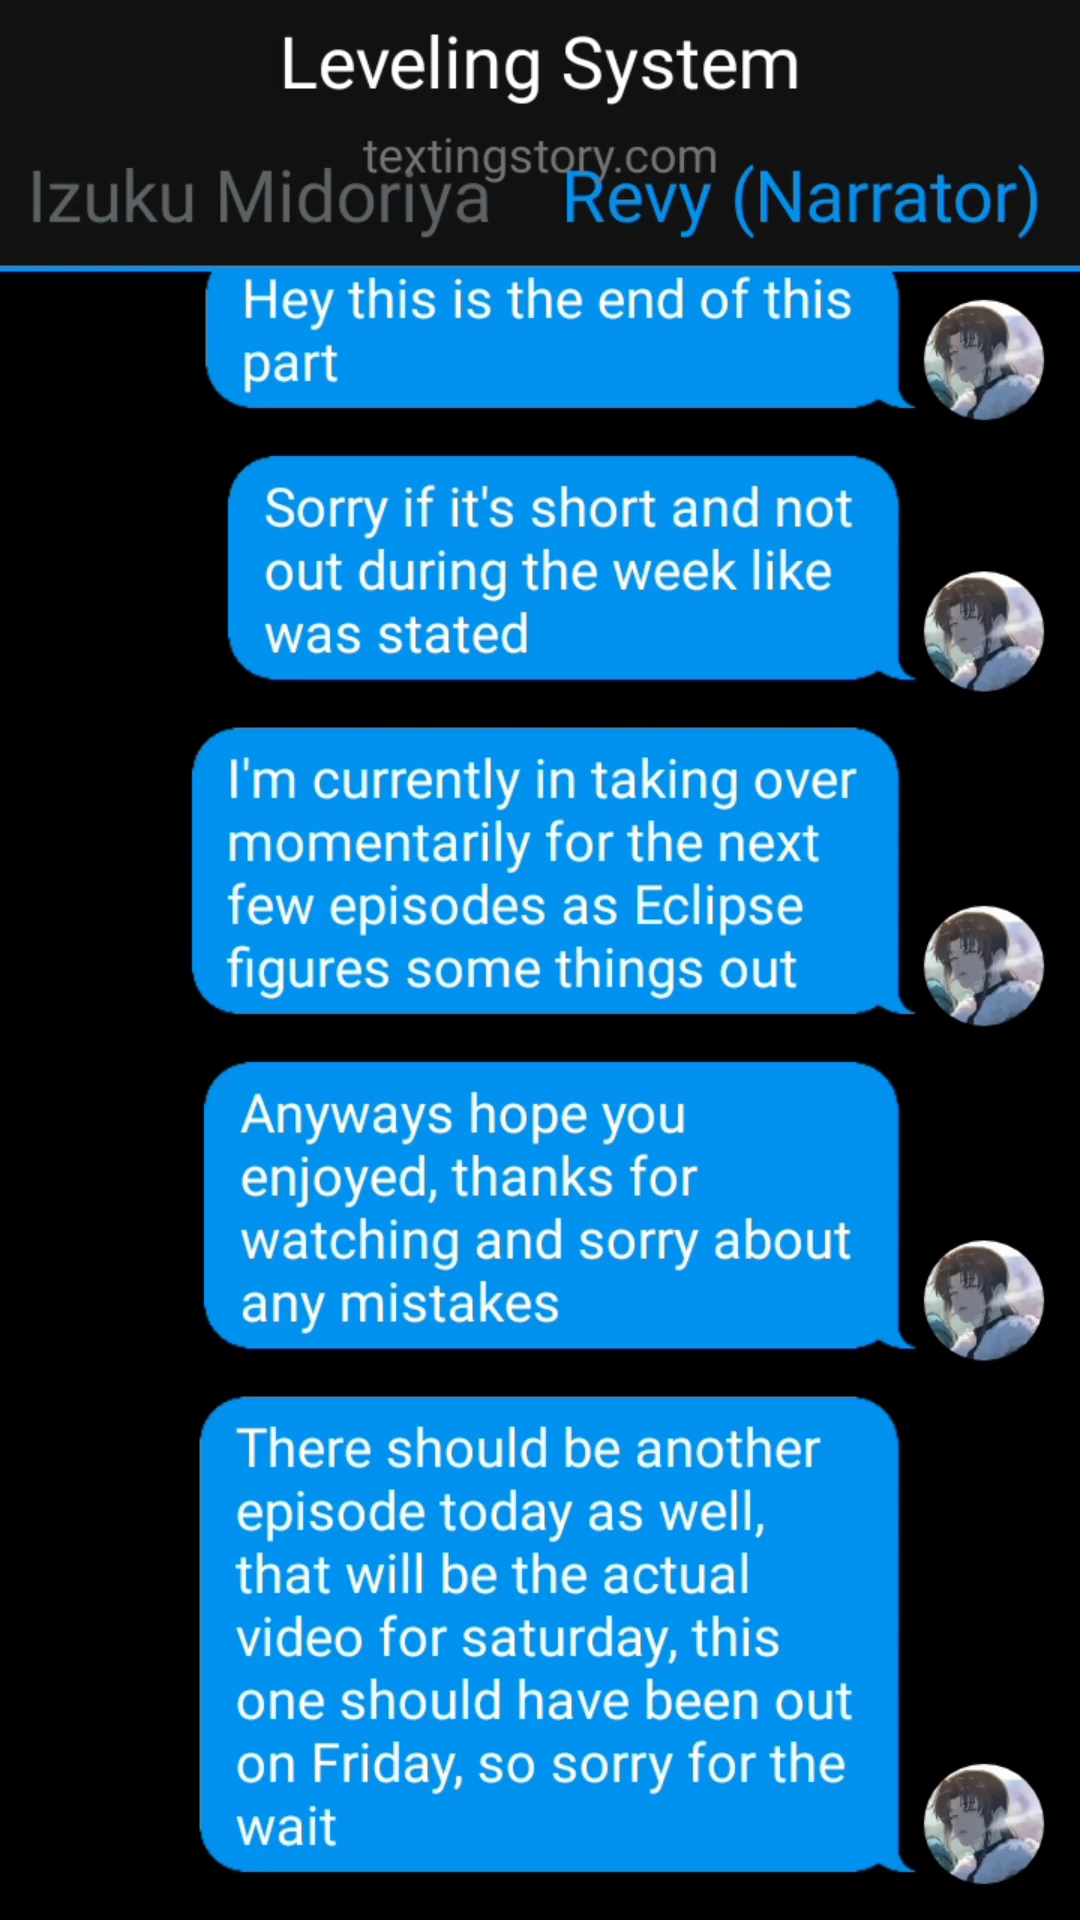 Leveling System
textingstory.com
Izuku Midoriya Revy (Narrator)
Hey this is the end of this
part
Sorry if it's short and not
out during the week like
was stated
I'm currently in taking over
momentarily for the next
few episodes as Eclipse
figures some things out
Anyways hope you
enjoyed, thanks for
watching and sorry about
any mistakes
There should be another
episode today as well,
that will be the actual
video for saturday, this
one should have been out
on Friday, so sorry for the
wait